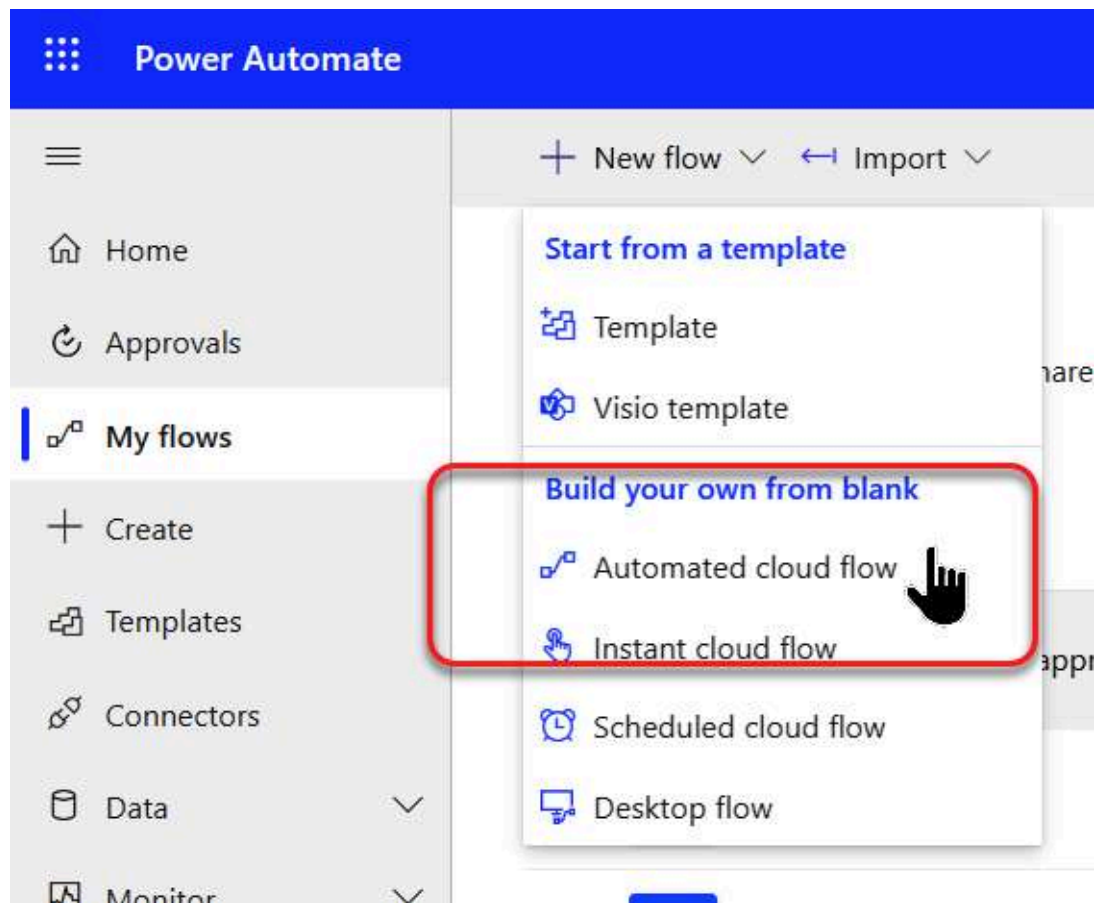 Power Automate
New flow Import
Home
Approvals
My flows
Create
Templates
Connectors
Data
Monitor
Start from a template
Template
Visio template
Build your own from blank
Automated cloud flow
Instant cloud flow
Scheduled cloud flow
Desktop flow